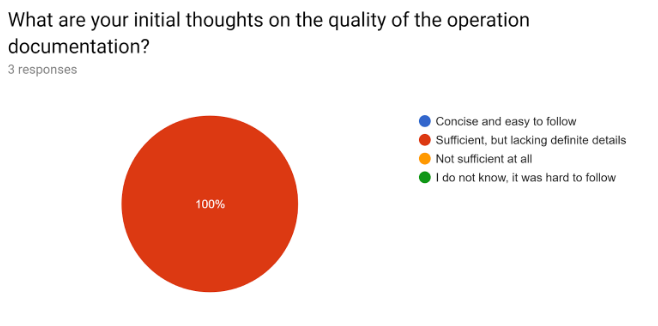 What are your initial thoughts on the quality of the operation
documentation?
3 responses
Concise and easy to follow
Sufficient, but lacking definite details
Not sufficient at all
I do not know, it was hard to follow
100%